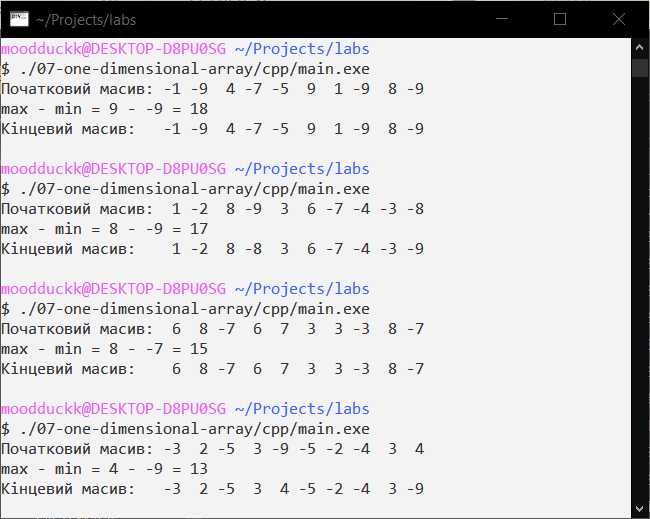 ~/Projects/labs
moodduckk@DESKTOP-D8PU0SG ~/Projects/labs
$ ./07-one-dimensional-array/cpp/main.exe
Початковий масив: -1 -9  4 -7 -5  9  1 -9  8 -9
max - min = 9 - -9 = 18
Кінцевий масив:   -1 -9  4 -7 -5  9  1 -9  8 -9
moodduckk@DESKTOP-D8PU0SG ~/Projects/labs
$ ./07-one-dimensional-array/cpp/main.exe
Початковий масив:  1 -2  8 -9  3  6 -7 -4 -3 -8
max - min = 8 - -9 = 17
Кінцевий масив:    1 -2  8 -8  3  6 -7 -4 -3 -9
moodduckk@DESKTOP-D8PU0SG ~/Projects/labs
$ ./07-one-dimensional-array/cpp/main.exe
Початковий масив:  6  8 -7  6  7  3  3 -3  8 -7
max - min = 8 - -7 = 15
Кінцевий масив:    6  8 -7  6  7  3  3 -3  8 -7
moodduckk@DESKTOP-D8PU0SG ~/Projects/labs
$ ./07-one-dimensional-array/cpp/main.exe
Початковий масив: -3  2 -5  3 -9 -5 -2 -4  3  4
max - min = 4 - -9 = 13
Кінцевий масив:   -3  2 -5  3  4 -5 -2 -4  3 -9